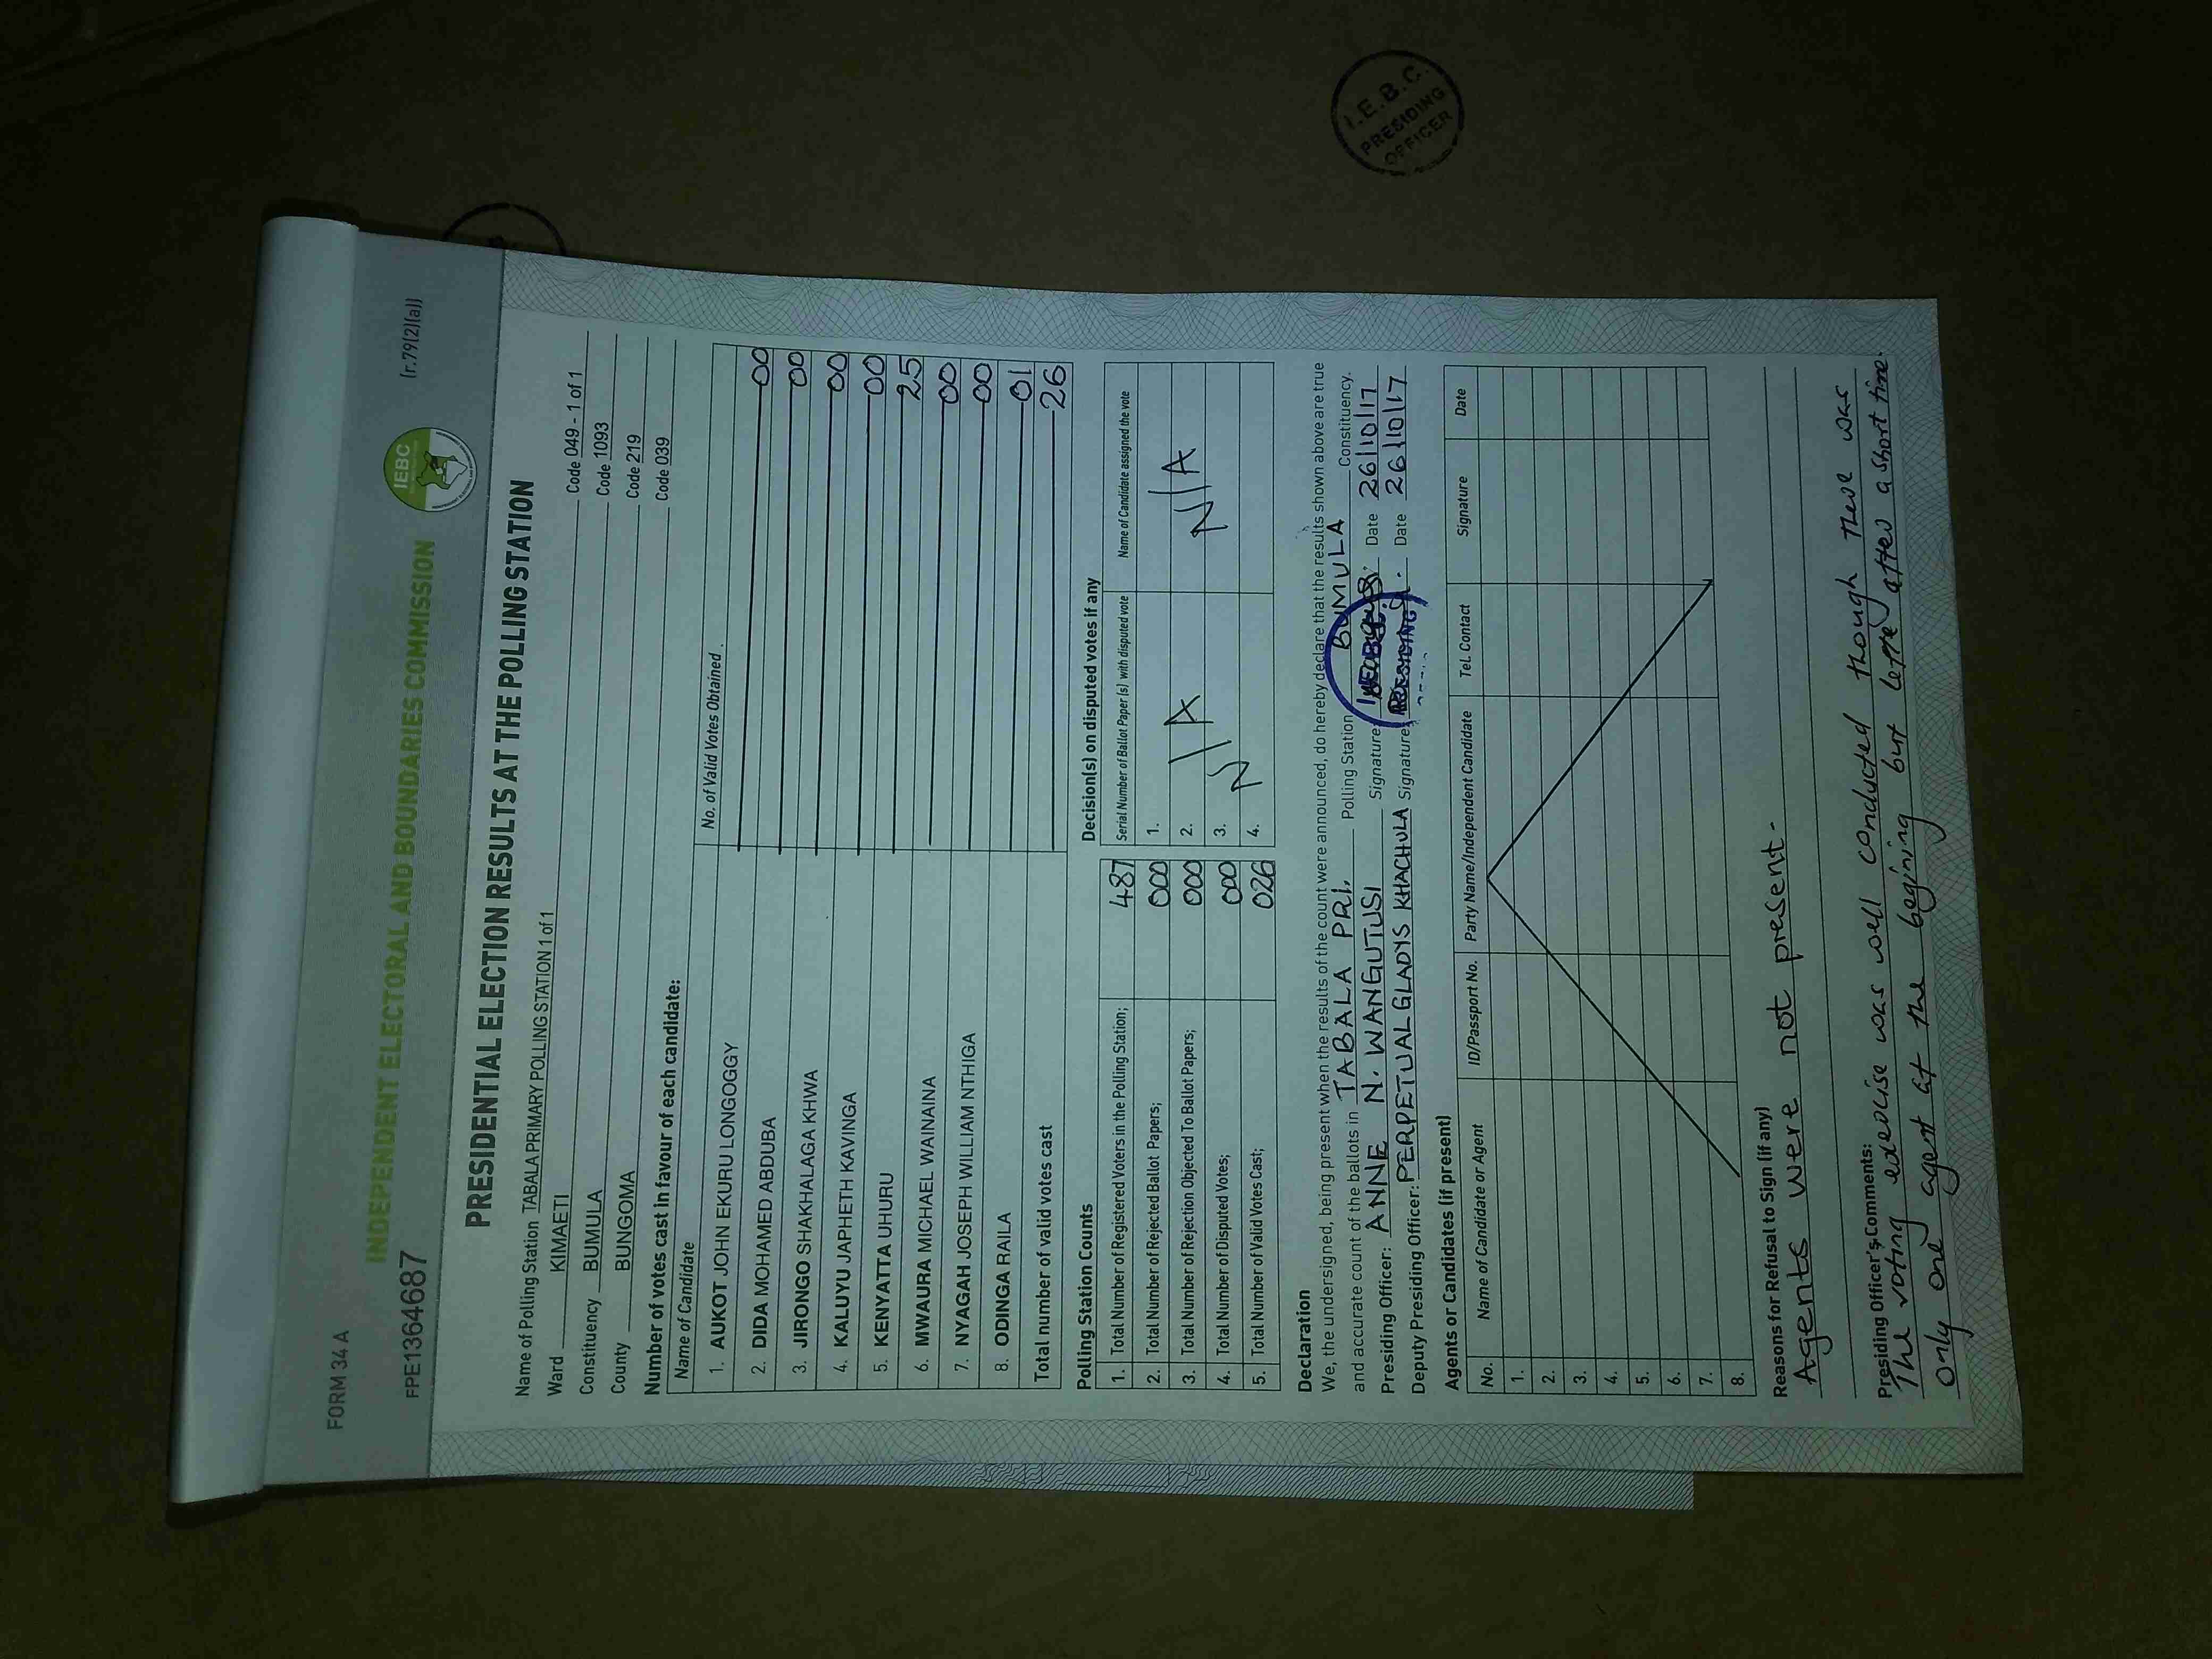 FORM 34 A
INDEPENDENT ELECTORAL AND BOUNDARIES COMMISSION
IEBC
(r.79(2)(a))
FPE1364687
PRESIDENTIAL ELECTION RESULTS AT THE POLLING STATION
Name of Polling Station TABALA PRIMARY POLLING STATION 1 of 1 Code 049 - 1 of 1
Ward KIMAETI Code 1093
Constituency BUMULA Code 219
County BUNGOMA Code 039
Number of votes cast in favour of each candidate:
Name of Candidate No. of Valid Votes Obtained
1. AUKOT JOHN EKURU LONGOGGY 00
2. DIDA MOHAMED ABDUBA 00
3. JIRONGO SHAKHALAGA KHWA 00
4. KALUYU JAPHETH KAVINGA 00
5. KENYATTA UHURU 25
6. MWAURA MICHAEL WAINAINA 00
7. NYAGAH JOSEPH WILLIAM NTHIGA 00
8. ODINGA RAILA 01
Total number of valid votes cast 26
Polling Station Counts Decision(s) on disputed votes if any
1. Total Number of Registered Voters in the Polling Station; 487 Serial Number of Ballot Paper (s) with disputed vote Name of Candidate assigned the vote
2. Total Number of Rejected Ballot Papers; 000 1.
3. Total Number of Rejection Objected To Ballot Papers; 000 2. N/A N/A
4. Total Number of Disputed Votes; 000 3.
5. Total Number of Valid Votes Cast; 026 4.
Declaration
We, the undersigned, being present when the results of the count were announced, do hereby declare that the results shown above are true
and accurate count of the ballots in TABALA PRI. Polling Station BUMULA Constituency.
Presiding Officer: ANNE N. WANGUTUSI Signature Date 26/10/17
Deputy Presiding Officer: PERPETUAL GLADYS KHACHULA Signature Date 26/10/17
PRESIDING
Agents or Candidates (if present)
No. Name of Candidate or Agent ID/Passport No. Party Name/Independent Candidate Tel. Contact Signature Date
1.
2.
3.
4.
5.
6.
7.
8.
Reasons for Refusal to Sign (if any)
Agents were not present.
Presiding Officer's Comments:
The voting exercise was well conducted though there was
only one agent at the begining but left after a short time.
I.E.B.C.
PRESIDING
OFFICER